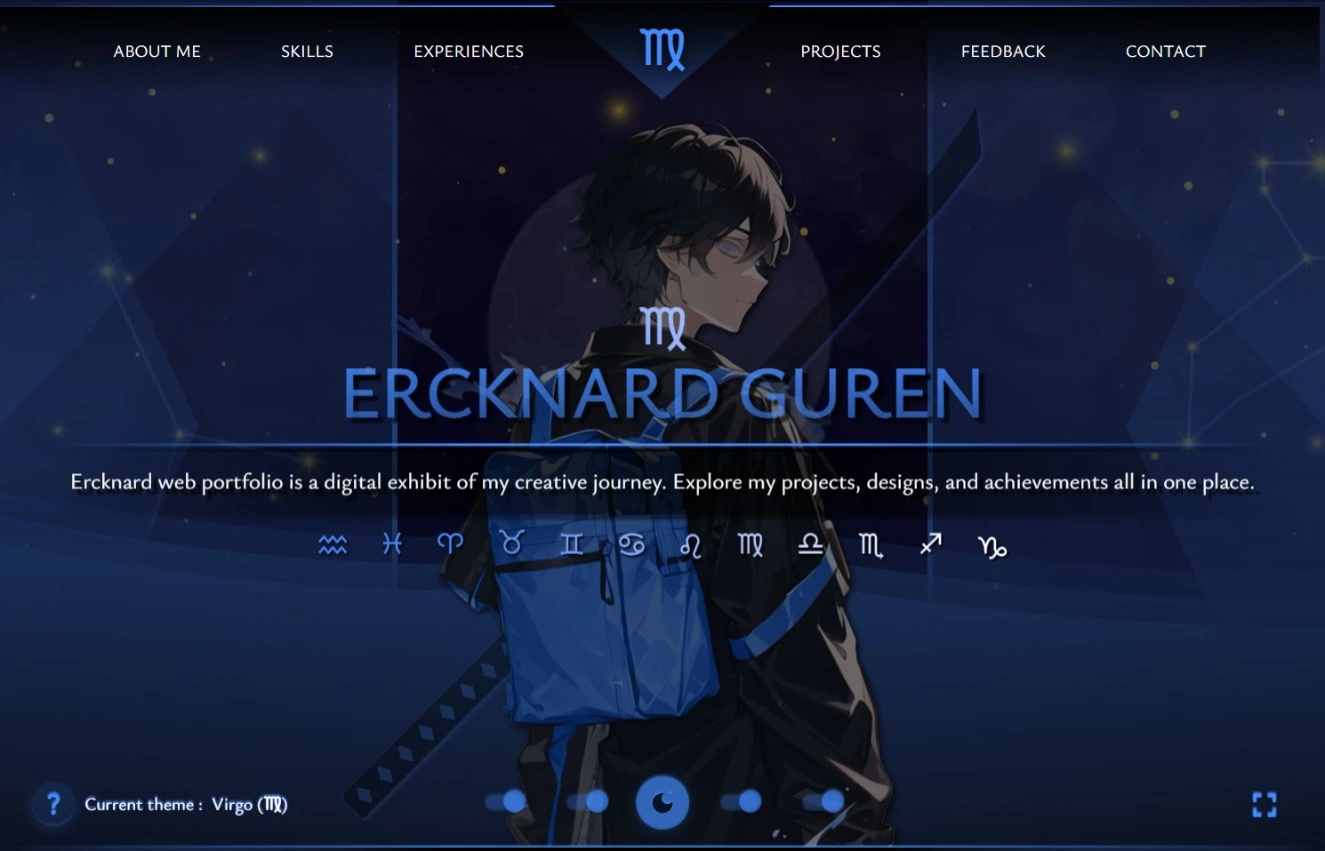 ABOUT ME SKILLS EXPERIENCES ♍ PROJECTS FEEDBACK CONTACT
♍
ERCKNARD GUREN
Ercknard web portfolio is a digital exhibit of my creative journey. Explore my projects, designs, and achievements all in one place.
♒ ♓ ♈ ♉ ♊ ♋ ♌ ♍ ♎ ♏ ♐ ♑
? Current theme : Virgo (♍)